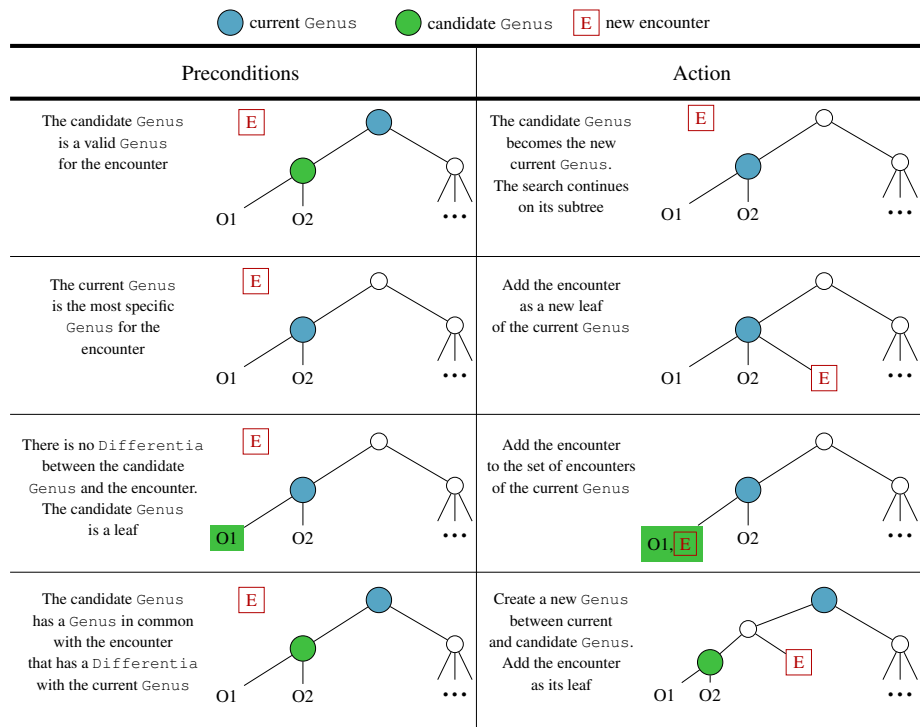 current Genus candidate Genus E new encounter
Preconditions Action
The candidate Genus
is a valid Genus
for the encounter
E
O1 O2 •••
The candidate Genus
becomes the new
current Genus.
The search continues
on its subtree
E
O1 O2 •••
The current Genus
is the most specific
Genus for the
encounter
E
O1 O2 •••
Add the encounter
as a new leaf
of the current Genus
O1 O2 E •••
There is no Differentia
between the candidate
Genus and the encounter.
The candidate Genus
is a leaf
E
O1 O2 •••
Add the encounter
to the set of encounters
of the current Genus
O1, E O2 •••
The candidate Genus
has a Genus in common
with the encounter
that has a Differentia
with the current Genus
E
O1 O2 •••
Create a new Genus
between current
and candidate Genus.
Add the encounter
as its leaf
E
O1 O2 •••